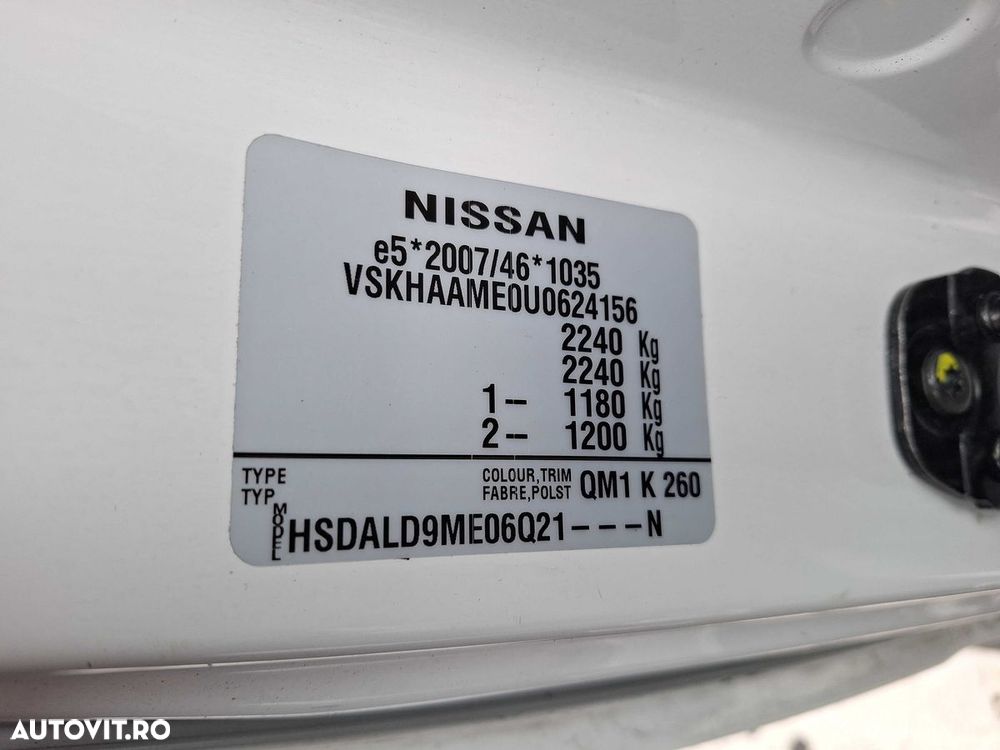 NISSAN
e5*2007/46*1035
VSKHAAME0U0624156
2240 Kg
2240 Kg
1-- 1180 Kg
2-- 1200 Kg
TYPE COLOUR,TRIM QM1 K 260
TYP FABRE,POLST
MODEL HSDALD9ME06Q21---N
AUTOVIT.RO